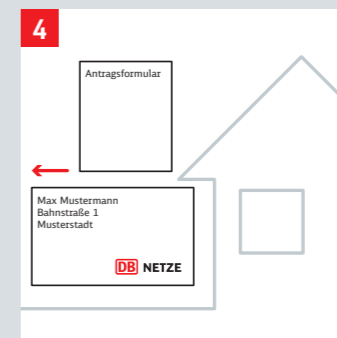 4
Antragsformular
Max Mustermann
Bahnstraße 1
Musterstadt
DB NETZE